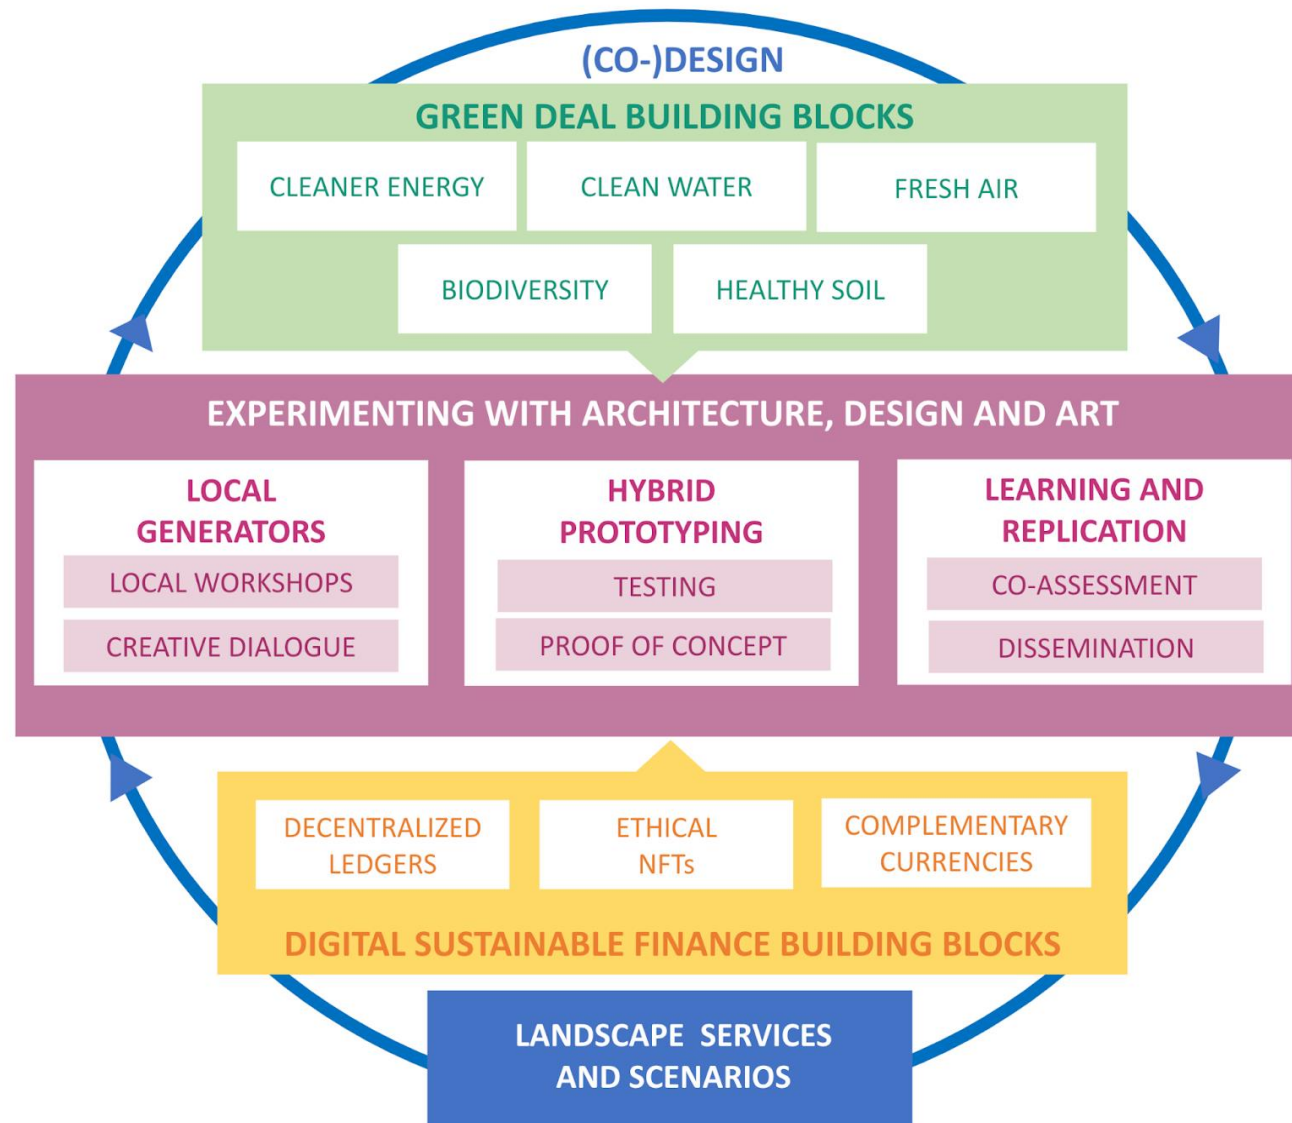 (CO-)DESIGN
GREEN DEAL BUILDING BLOCKS
CLEANER ENERGY
CLEAN WATER
FRESH AIR
BIODIVERSITY
HEALTHY SOIL
EXPERIMENTING WITH ARCHITECTURE, DESIGN AND ART
LOCAL
GENERATORS
LOCAL WORKSHOPS
CREATIVE DIALOGUE
HYBRID
PROTOTYPING
TESTING
PROOF OF CONCEPT
LEARNING AND
REPLICATION
CO-ASSESSMENT
DISSEMINATION
DECENTRALIZED
LEDGERS
ETHICAL
NFTs
COMPLEMENTARY
CURRENCIES
DIGITAL SUSTAINABLE FINANCE BUILDING BLOCKS
LANDSCAPE SERVICES
AND SCENARIOS